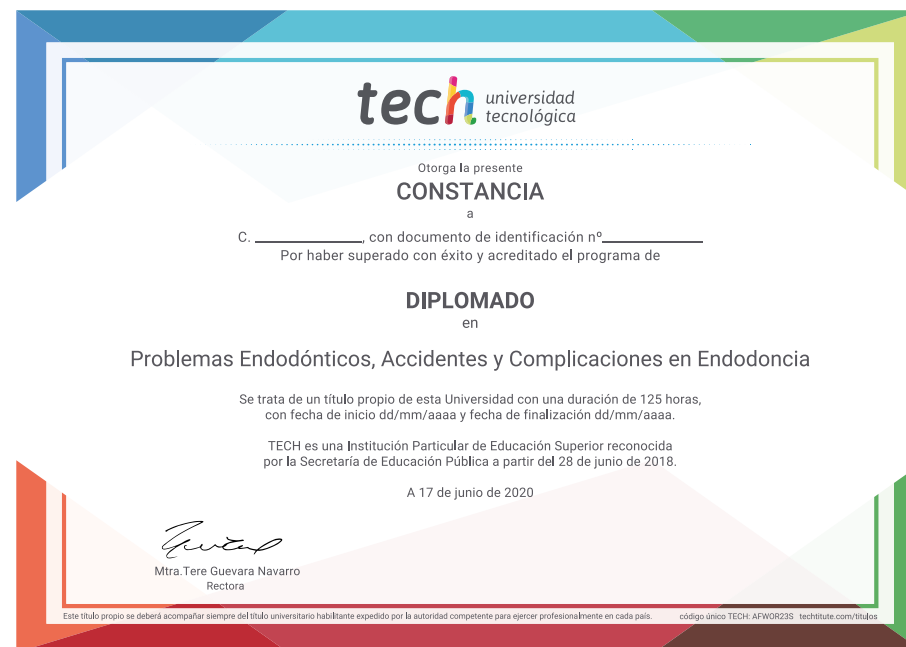 tech universidad
tecnológica
Otorga la presente
CONSTANCIA
a
C. ______________, con documento de identificación nº_____________
Por haber superado con éxito y acreditado el programa de
DIPLOMADO
en
Problemas Endodónticos, Accidentes y Complicaciones en Endodoncia
Se trata de un título propio de esta Universidad con una duración de 125 horas,
con fecha de inicio dd/mm/aaaa y fecha de finalización dd/mm/aaaa.
TECH es una Institución Particular de Educación Superior reconocida
por la Secretaría de Educación Pública a partir del 28 de junio de 2018.
A 17 de junio de 2020
Mtra.Tere Guevara Navarro
Rectora
Este título propio se deberá acompañar siempre del título universitario habilitante expedido por la autoridad competente para ejercer profesionalmente en cada país. código único TECH: AFWOR23S techtitute.com/titulos